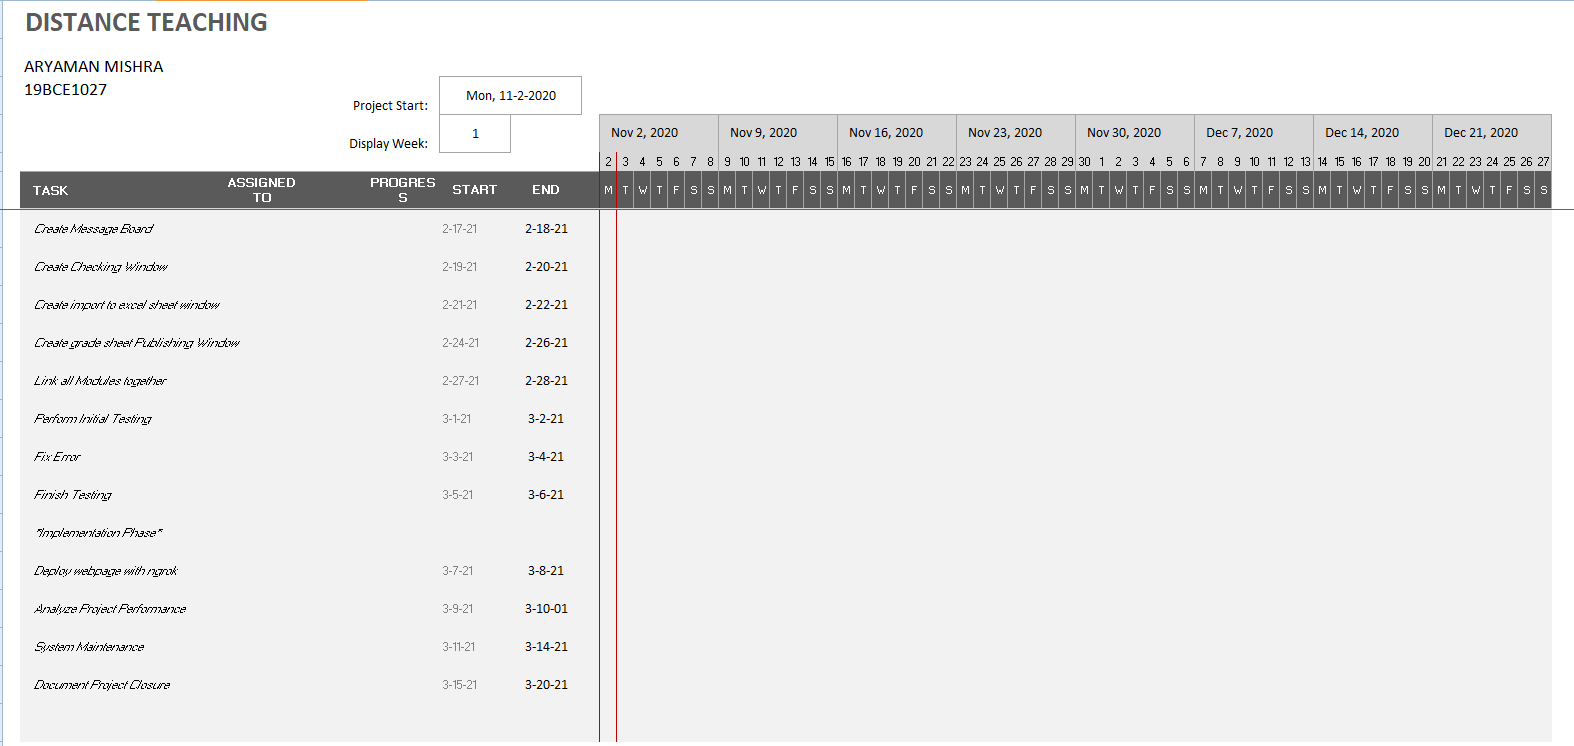 DISTANCE TEACHING
ARYAMAN MISHRA
19BCE1027
Project Start: Mon, 11-2-2020
Display Week: 1
Nov 2, 2020 Nov 9, 2020 Nov 16, 2020 Nov 23, 2020 Nov 30, 2020 Dec 7, 2020 Dec 14, 2020 Dec 21, 2020
2 3 4 5 6 7 8 9 10 11 12 13 14 15 16 17 18 19 20 21 22 23 24 25 26 27 28 29 30 1 2 3 4 5 6 7 8 9 10 11 12 13 14 15 16 17 18 19 20 21 22 23 24 25 26 27
TASK ASSIGNED TO PROGRESS START END M T W T F S S M T W T F S S M T W T F S S M T W T F S S M T W T F S S M T W T F S S M T W T F S S M T W T F S S
Create Message Board 2-17-21 2-18-21
Create Checking Window 2-19-21 2-20-21
Create import to excel sheet window 2-21-21 2-22-21
Create grade sheet Publishing Window 2-24-21 2-26-21
Link all Modules together 2-27-21 2-28-21
Perform Initial Testing 3-1-21 3-2-21
Fix Error 3-3-21 3-4-21
Finish Testing 3-5-21 3-6-21
"Implementation Phase"
Deploy webpage with ngrok 3-7-21 3-8-21
Analyze Project Performance 3-9-21 3-10-01
System Maintenance 3-11-21 3-14-21
Document Project Closure 3-15-21 3-20-21